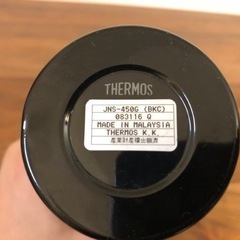 THERMOS
JNS-450G (BKC)
083116 Q
MADE IN MALAYSIA
THERMOS K.K.
産業財産権出願済